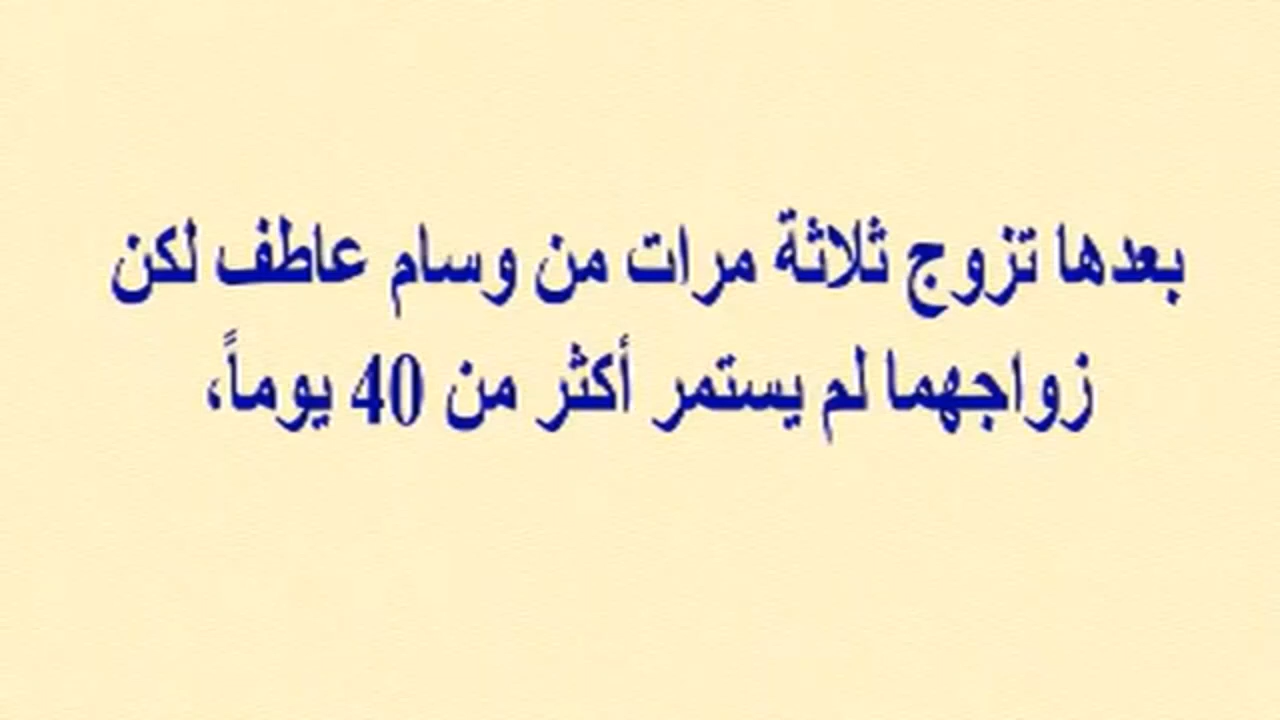 بعدها تزوج ثلاثة مرات من وسام عاطف لكن
زواجهما لم يستمر أكثر من 40 يوماً،